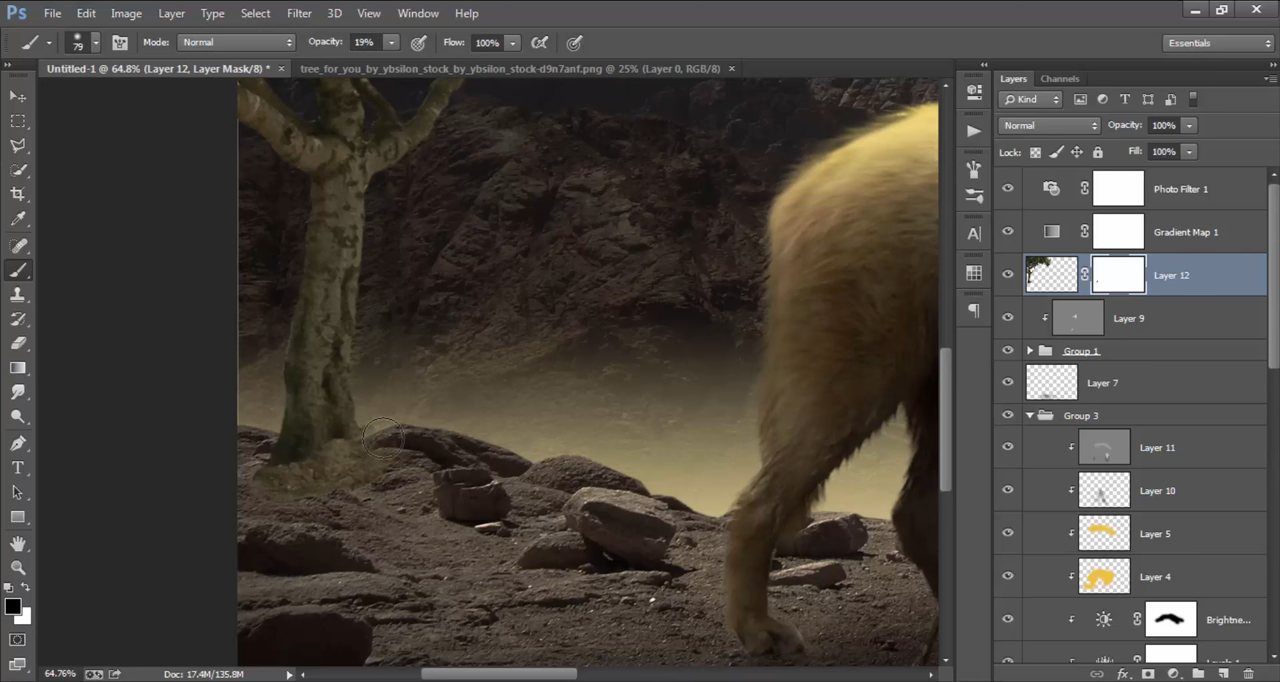 Ps File Edit Image Layer Type Select Filter 3D View Window Help
79 Mode: Normal Opacity: 19% Flow: 100% Essentials
Untitled-1 @ 64.8% (Layer 12, Layer Mask/8) * × tree_for_you_by_ybsilon_stock_by_ybsilon_stock-d9n7anf.png @ 25% (Layer 0, RGB/8) ×
Layers Channels
Kind
Normal Opacity: 100%
Lock: Fill: 100%
Photo Filter 1
Gradient Map 1
Layer 12
Layer 9
Group 1
Layer 7
Group 3
Layer 11
Layer 10
Layer 5
Layer 4
Brightne...
64.76% Doc: 17.4M/135.8M